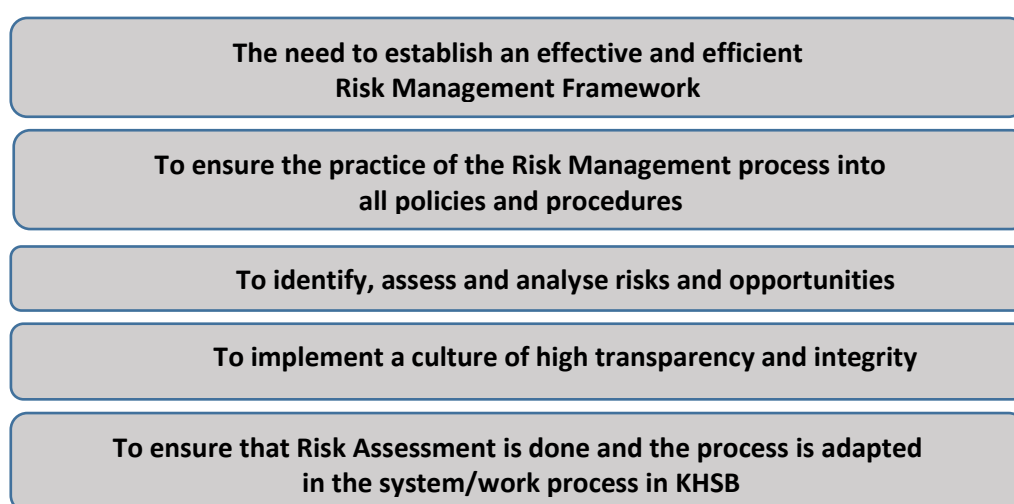 The need to establish an effective and efficient
Risk Management Framework
To ensure the practice of the Risk Management process into
all policies and procedures
To identify, assess and analyse risks and opportunities
To implement a culture of high transparency and integrity
To ensure that Risk Assessment is done and the process is adapted
in the system/work process in KHSB